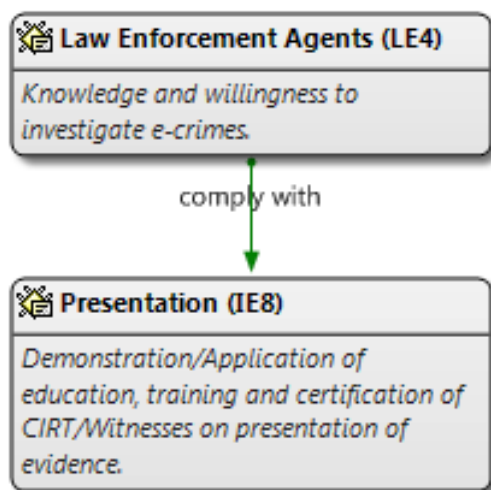 Law Enforcement Agents (LE4)
Knowledge and willingness to
investigate e-crimes.
comply with
Presentation (IE8)
Demonstration/Application of
education, training and certification of
CIRT/Witnesses on presentation of
evidence.